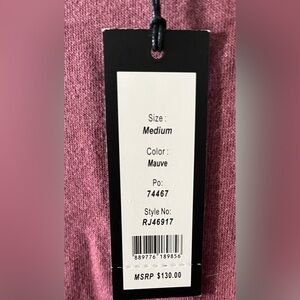 Size :
Medium
Color :
Mauve
Po:
74467
Style No:
RJ46917
889776 189856
MSRP $130.00